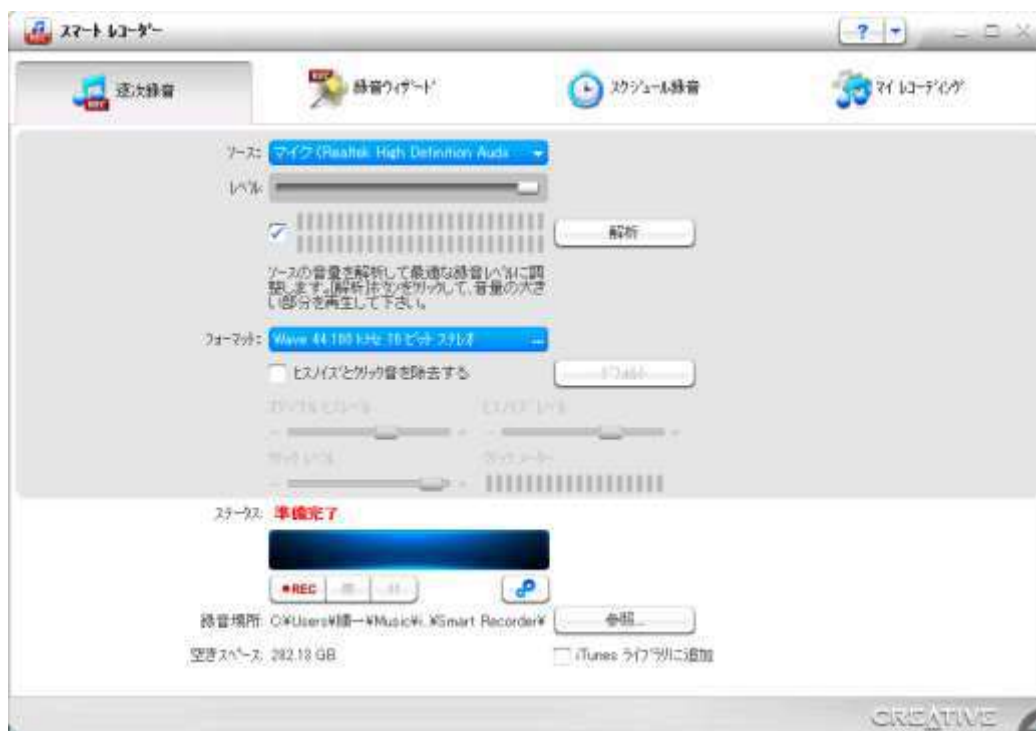 スマート レコーダー
?
逐次録音
録音ウィザード
スケジュール録音
マイ レコーディング
ソース: マイク (Realtek High Definition Audi
レベル
解析
ソースの音量を解析して最適な録音レベルに調
整します。[解析]ボタンをクリックして、音量の大き
い部分を再生して下さい。
フォーマット: Wave 44.100 kHz 16 ビット ステレオ ...
ヒスノイズとクリック音を除去する
ステータス: 準備完了
●REC
録音場所: C:¥Users¥順一¥Music¥i..¥Smart Recorder¥ 参照...
空きスペース: 282.13 GB
iTunes ライブラリに追加
CREATIVE